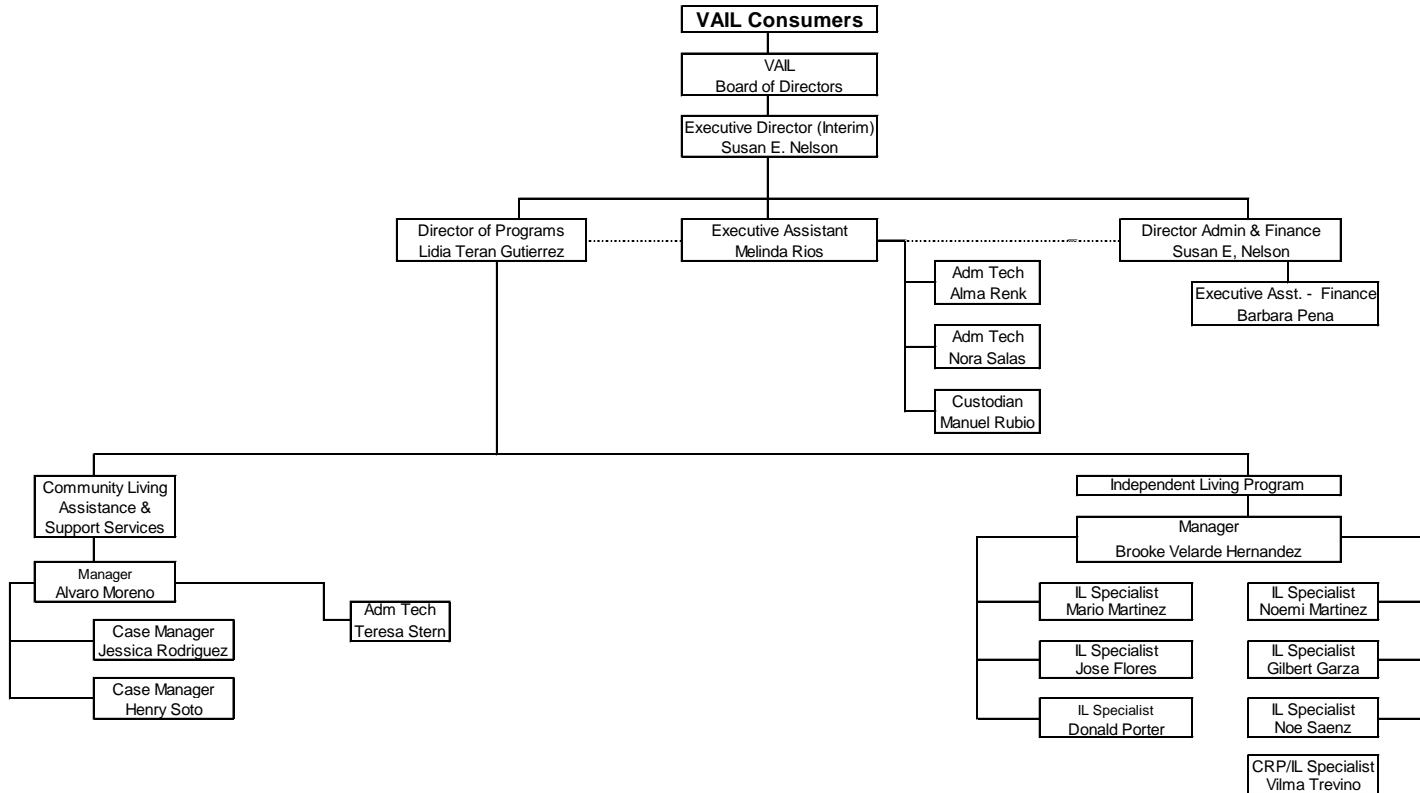 VAIL Consumers
VAIL
Board of Directors
Executive Director (Interim)
Susan E. Nelson
Director of Programs
Lidia Teran Gutierrez
Executive Assistant
Melinda Rios
Director Admin & Finance
Susan E, Nelson
Adm Tech
Alma Renk
Executive Asst. - Finance
Barbara Pena
Adm Tech
Nora Salas
Custodian
Manuel Rubio
Community Living
Assistance &
Support Services
Independent Living Program
Manager
Alvaro Moreno
Manager
Brooke Velarde Hernandez
Adm Tech
Teresa Stern
Case Manager
Jessica Rodriguez
Case Manager
Henry Soto
IL Specialist
Mario Martinez
IL Specialist
Noemi Martinez
IL Specialist
Jose Flores
IL Specialist
Gilbert Garza
IL Specialist
Donald Porter
IL Specialist
Noe Saenz
CRP/IL Specialist
Vilma Trevino